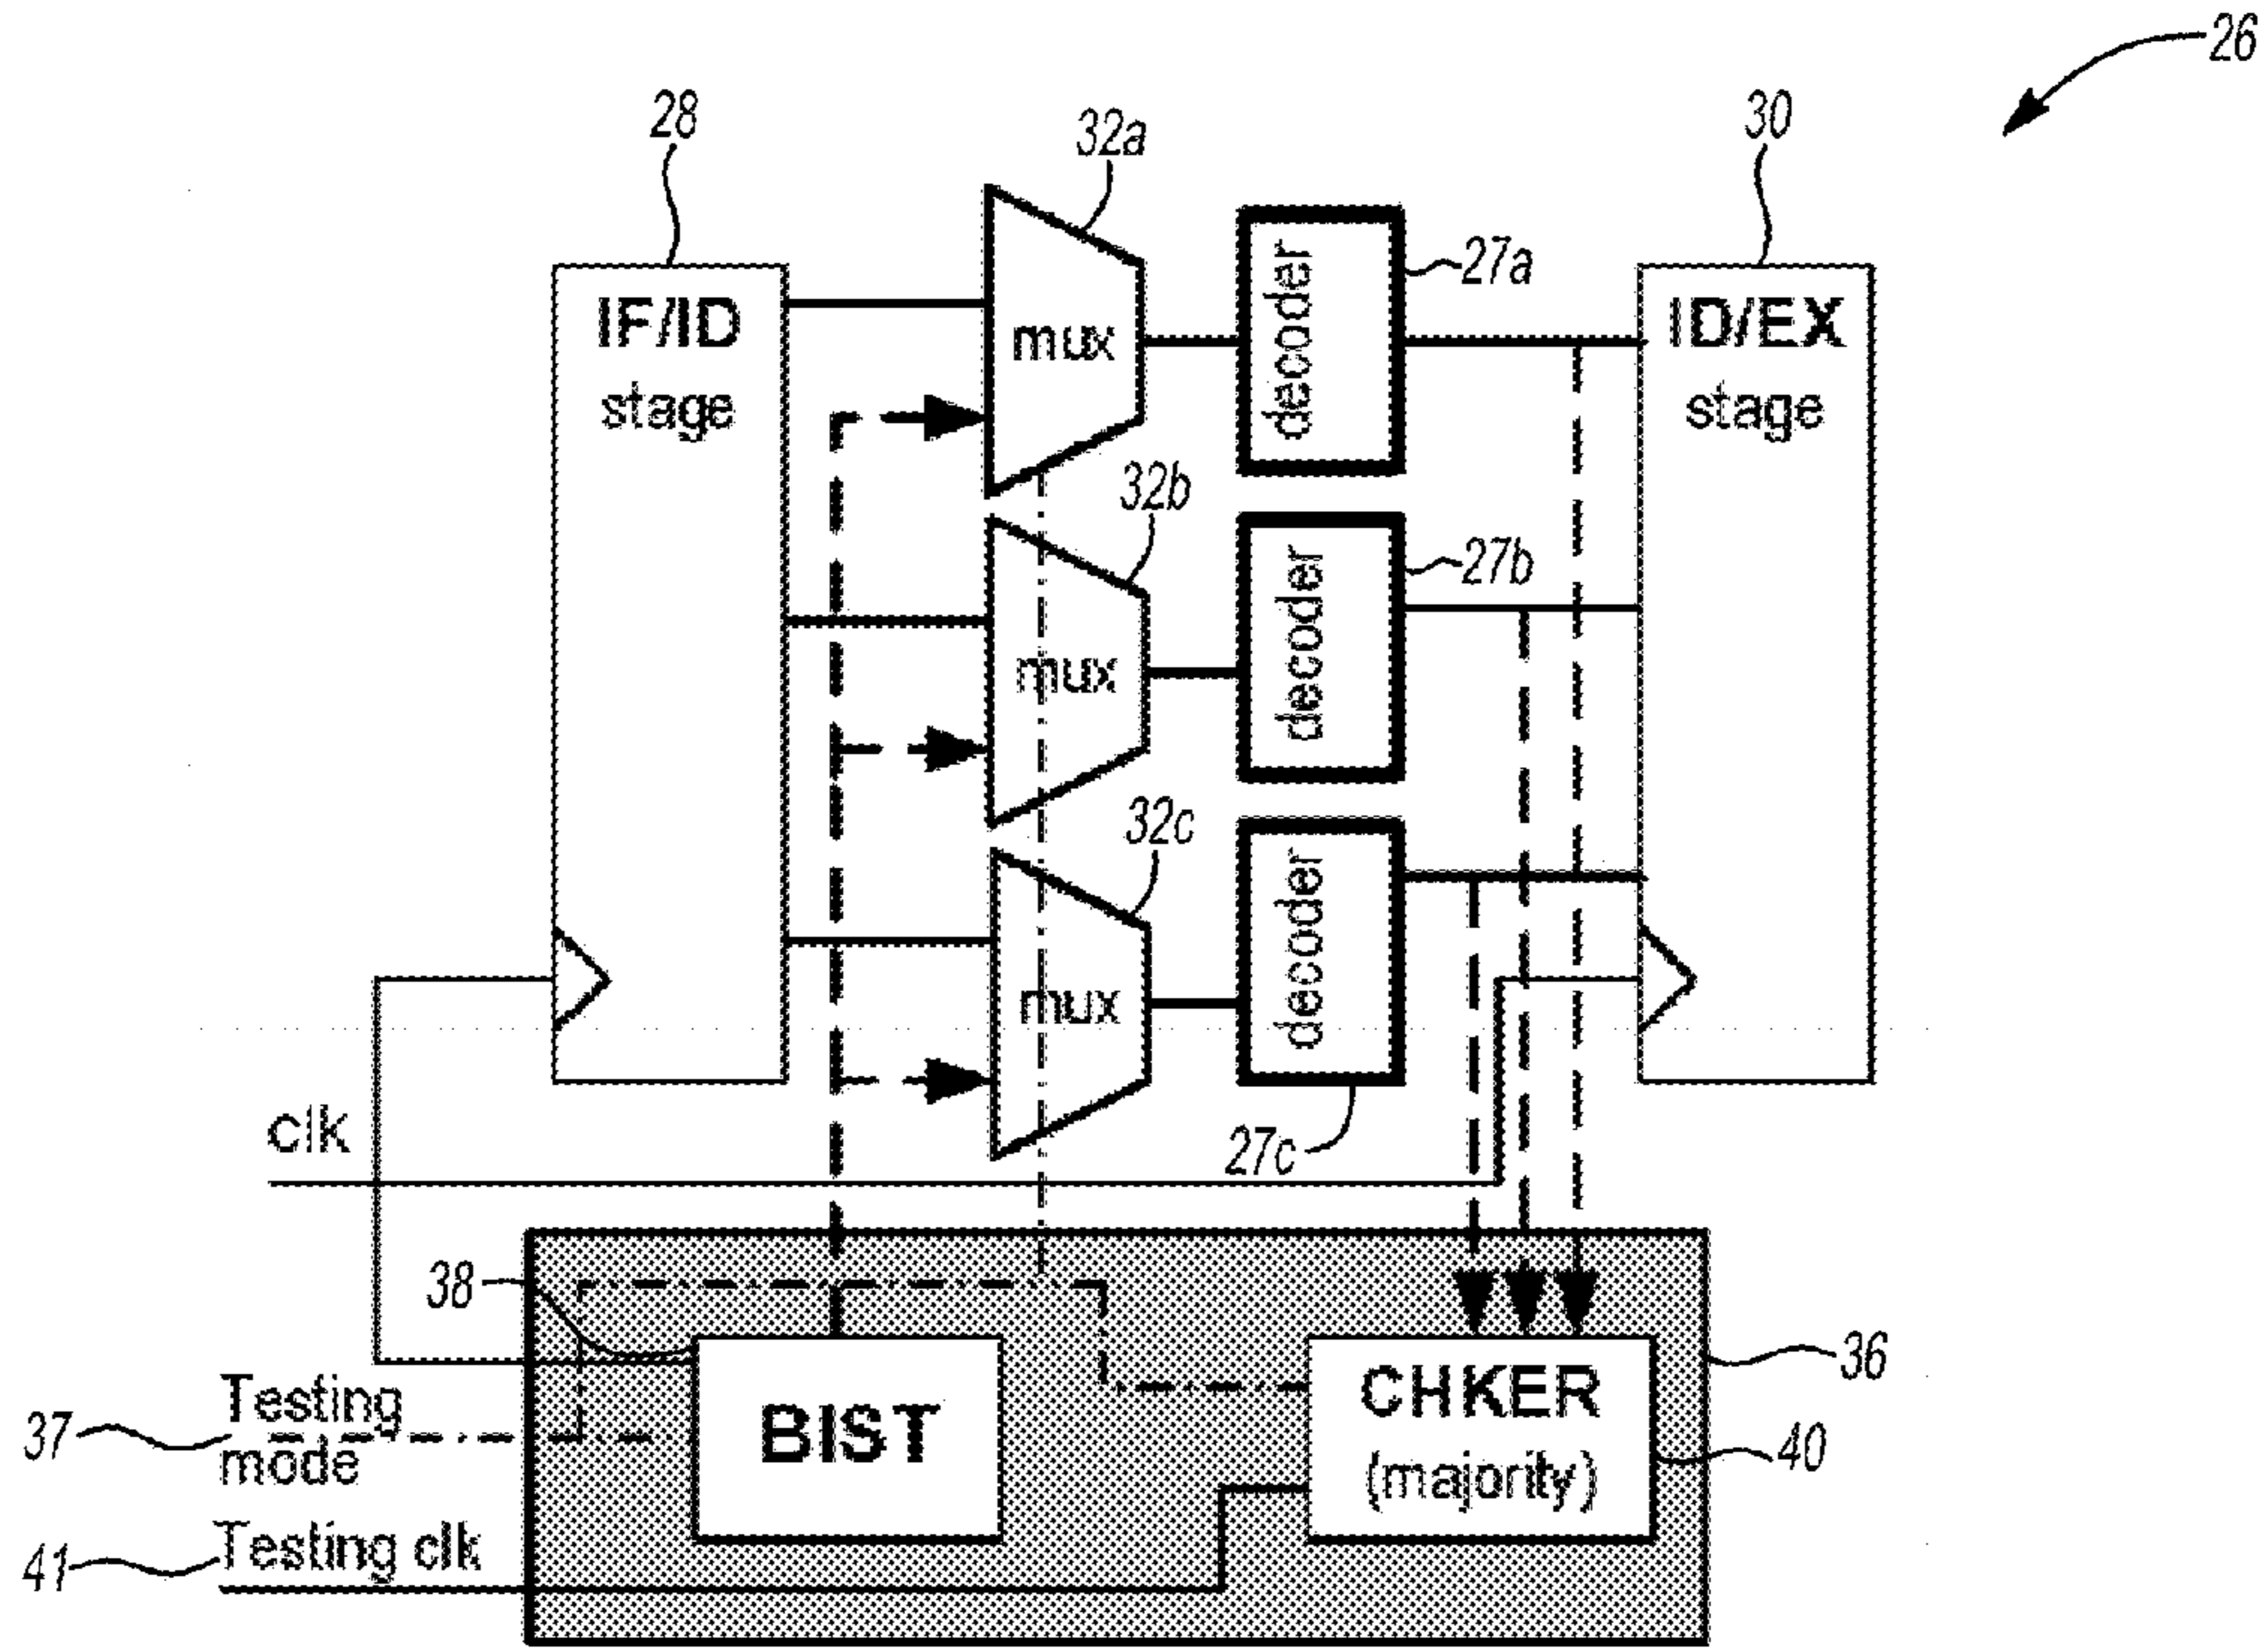 26
28
32a
30
27a
IF/ID
stage
mux
decoder
ID/EX
stage
32b
27b
mux
decoder
32c
mux
decoder
clk
27c
38
36
Testing
mode
37
BIST
CHKER
(majority)
40
Testing clk
41